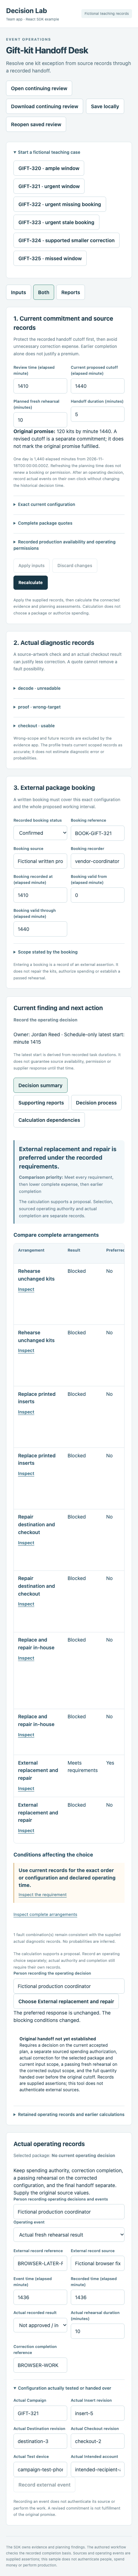 Decision Lab
Team app · React SDK evallate
Fictional teaching records
EVENT OPERATIONS
Gift-kit Handoff Desk
Resolve one kit exception from source records through a recorded handoff.
Open continuing review
Download continuing review
Save locally
Reopen saved review
▾ Start a fictional teaching case
GIFT-320 · ample window
GIFT-321 · urgent window
GIFT-322 · urgent missing booking
GIFT-323 · urgent stale booking
GIFT-324 · supported smaller correction
GIFT-325 · missed window
Inputs
Both
Reports
1. Current commitment and source records
Protect the recorded handoff cutoff first, then avoid unnecessary correction expense. Earlier completion alone does not justify a premium.
Review time (elapsed minute)
1410
Current proposed cutoff (elapsed minute)
1440
Planned fresh rehearsal (minutes)
10
Handoff duration (minutes)
5
Original promise: 120 kits by minute 1440. A revised cutoff is a separate commitment; it does not mark the original promise fulfilled.
▸ Exact current configuration
▸ Complete package quotes
▸ Recorded production availability and operating permissions
Apply inputs
Discard changes
Recalculate
Apply the proposed records, then calculate the connected evidence and planning assessments. Calculation does not choose a package or authorize spending.
2. Actual diagnostic records
A source-artwork check and an actual checkout result can justify less correction. A quote cannot remove a fault possibility.
▸ decode · unreadable
▸ proof · wrong-target
▸ checkout · usable
Wrong-scope and future records are excluded by the evidence app. The profile treats current scoped records as accurate; it does not estimate diagnostic error or probabilities.
3. External package booking
A written booking must cover this exact configuration and the whole proposed working interval.
Recorded booking status
Confirmed
Booking reference
BOOK-GIFT-321
Booking source
Fictional written pro
Booking recorder
vendor-coordinator
Booking recorded at (elapsed minute)
1410
Booking valid from (elapsed minute)
0
Booking valid through (elapsed minute)
1440
▸ Scope stated by the booking
A booking is a record of an external agreement. It does not repair the kits, authorize spending or establish a passed rehearsal.
Current finding and next action
Record the operating decision
Owner: Jordan Reed · Schedule-only latest start: minute 1415
The latest start is derived from recorded task durations. It does not guarantee source availability, permission or supplier response until that time.
Decision summary
Supporting reports
Decision process
Calculation dependencies
External replacement and repair is preferred under the recorded requirements.
Comparison priority: Meet every requirement, then lower complete expense, then earlier completion
The calculation supports a proposal. Selection, sourced operating authority and actual completion are separate records.
Compare complete arrangements
Arrangement Result Preferred
Rehearse unchanged kits Blocked No
Inspect
Rehearse unchanged kits Blocked No
Inspect
Replace printed inserts Blocked No
Inspect
Replace printed inserts Blocked No
Inspect
Repair destination and checkout Blocked No
Inspect
Repair destination and checkout Blocked No
Inspect
Replace and repair in-house Blocked No
Inspect
Replace and repair in-house Blocked No
Inspect
External replacement and repair Meets requirements Yes
Inspect
External replacement and repair Blocked No
Inspect
Conditions affecting the choice
Use current records for the exact order or configuration and declared operating time.
Inspect the requirement
Inspect complete arrangements
1 fault combination(s) remain consistent with the supplied actual diagnostic records. No probabilities are inferred.
The calculation supports a proposal. Record an operating choice separately. Actual authority and completion still require their own records.
Person recording the operating decision
Fictional production coordinator
Choose External replacement and repair
The preferred response is unchanged. The booking conditions changed.
Original handoff not yet established
Requires a decision on the current accepted plan, a separate sourced spending authorization, actual correction for the selected package and current input scope, a passing fresh rehearsal on the corrected output scope, and the full quantity handed over before the original cutoff. Records are supplied assertions; this tool does not authenticate external sources.
▸ Retained operating records and earlier calculations
Actual operating records
Selected package: No current operating decision
Keep spending authority, correction completion, a passing rehearsal on the corrected configuration, and the final handoff separate. Supply the original source values.
Person recording operating decisions and events
Fictional production coordinator
Operating event
Actual fresh rehearsal result
External record reference
BROWSER-LATER-F
External record source
Fictional browser fix
Event time (elapsed minute)
1436
Recorded time (elapsed minute)
1436
Actual recorded result
Not approved / in
Actual rehearsal duration (minutes)
10
Correction completion reference
BROWSER-WORK
▾ Configuration actually tested or handed over
Actual Campaign
GIFT-321
Actual Insert revision
insert-5
Actual Destination revision
destination-3
Actual Checkout revision
checkout-2
Actual Test device
campaign-test-phor
Actual Intended account
intended-recipient-
Record external event
Recording an event does not authenticate its source or perform the work. A revised commitment is not fulfillment of the original one.
The SDK owns evidence and planning findings. The authored sidefile owns the recorded completion basis. Sources and operating events are supplied assertions; this sample does not authenticate people, spend money or perform production.